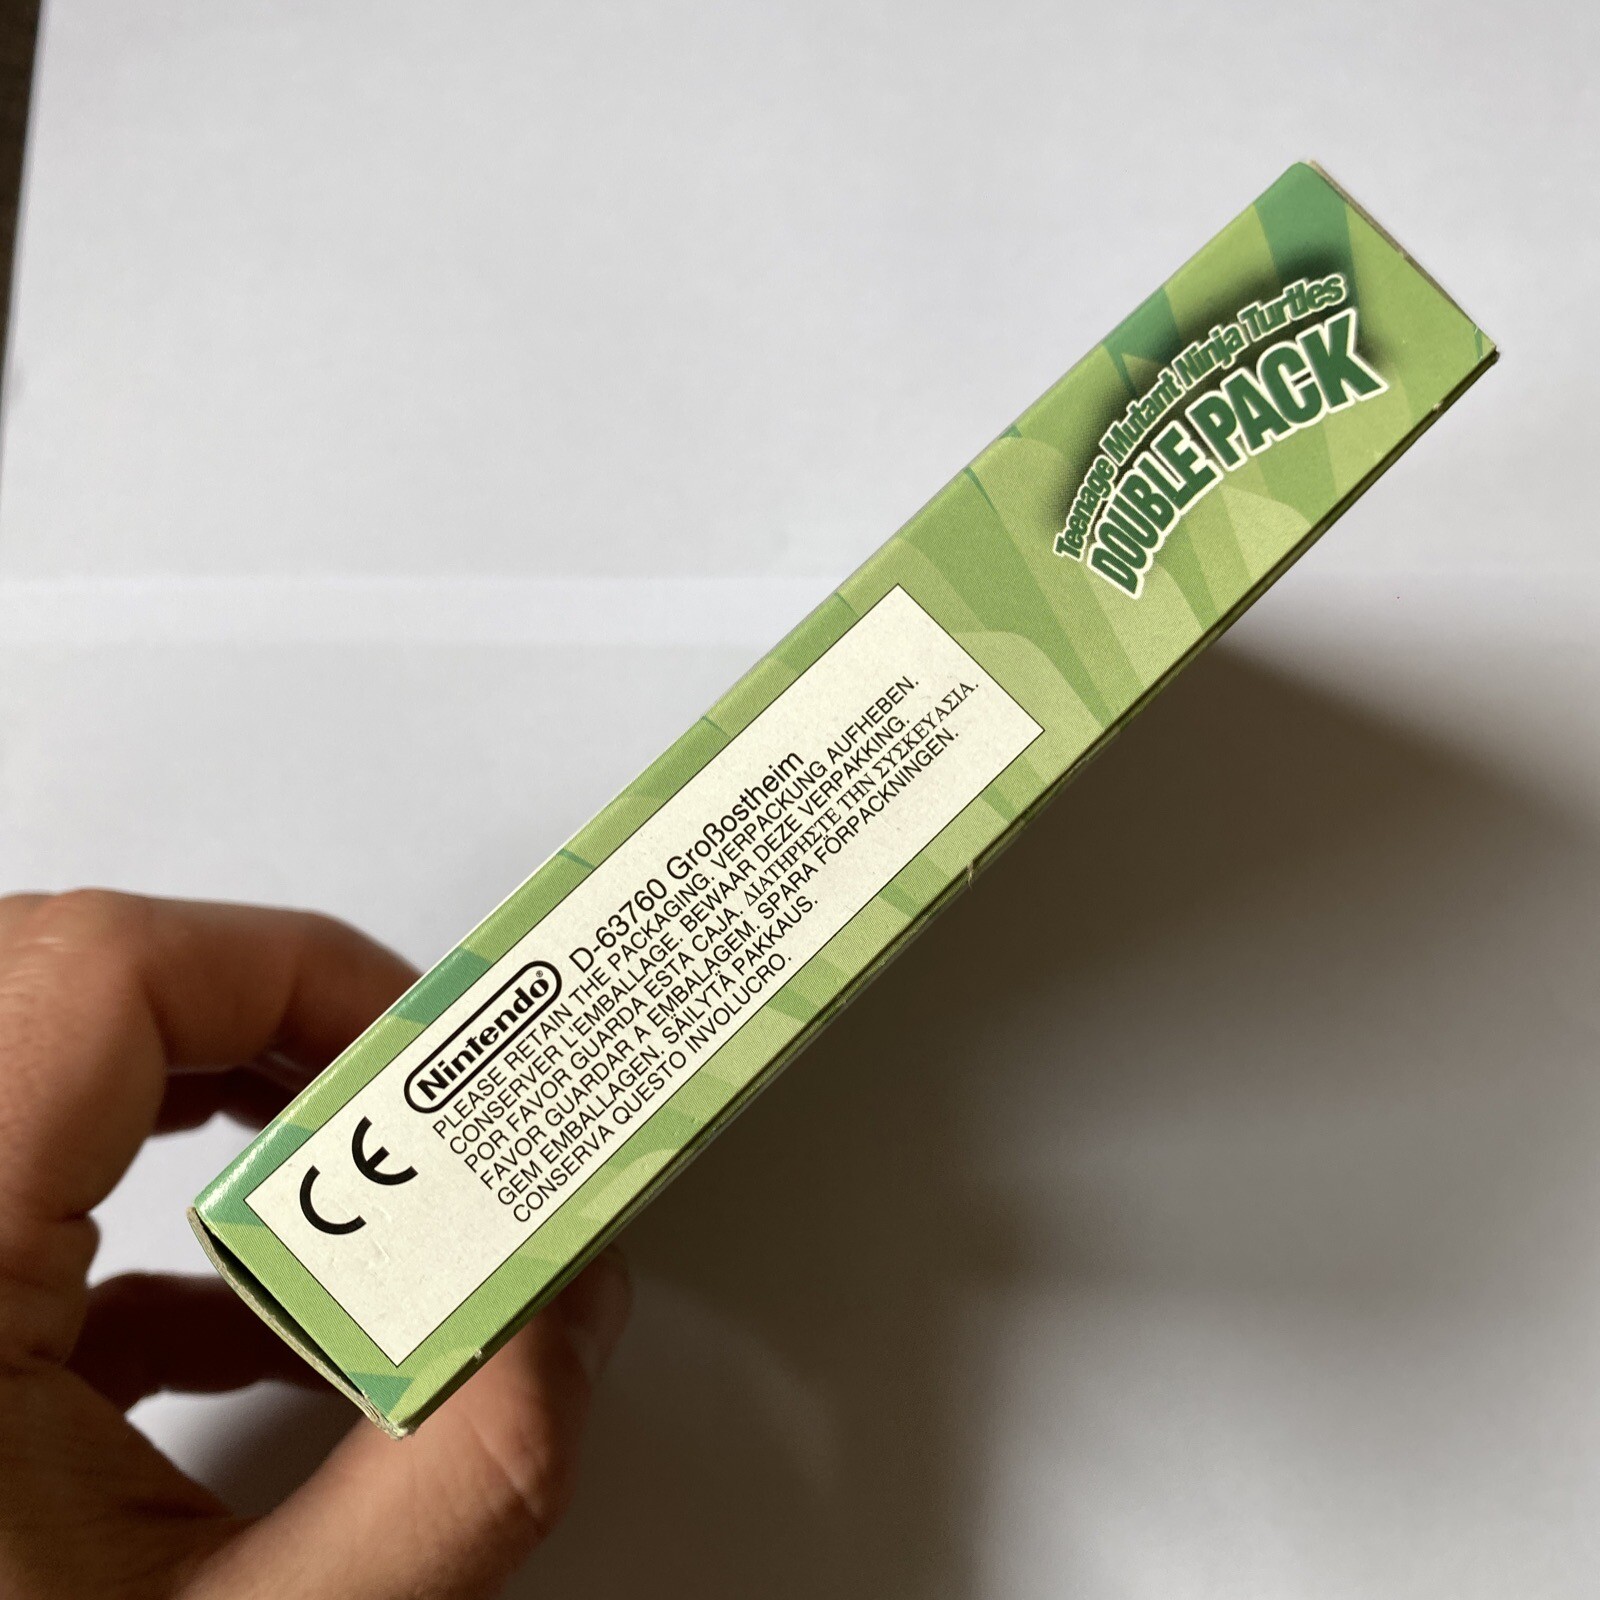 Teenage Mutant Ninja Turtles
DOUBLE PACK
CE
Nintendo® D-63760 Großostheim
PLEASE RETAIN THE PACKAGING. VERPACKUNG AUFHEBEN.
CONSERVER L'EMBALLAGE. BEWAAR DEZE VERPAKKING.
POR FAVOR GUARDA ESTA CAJA. ΔΙΑΤΗΡΗΣΤΕ ΤΗΝ ΣΥΣΚΕΥΑΣΙΑ.
FAVOR GUARDAR A EMBALAGEM. SPARA FÖRPACKNINGEN.
GEM EMBALLAGEN. SÄILYTÄ PAKKAUS.
CONSERVA QUESTO INVOLUCRO.